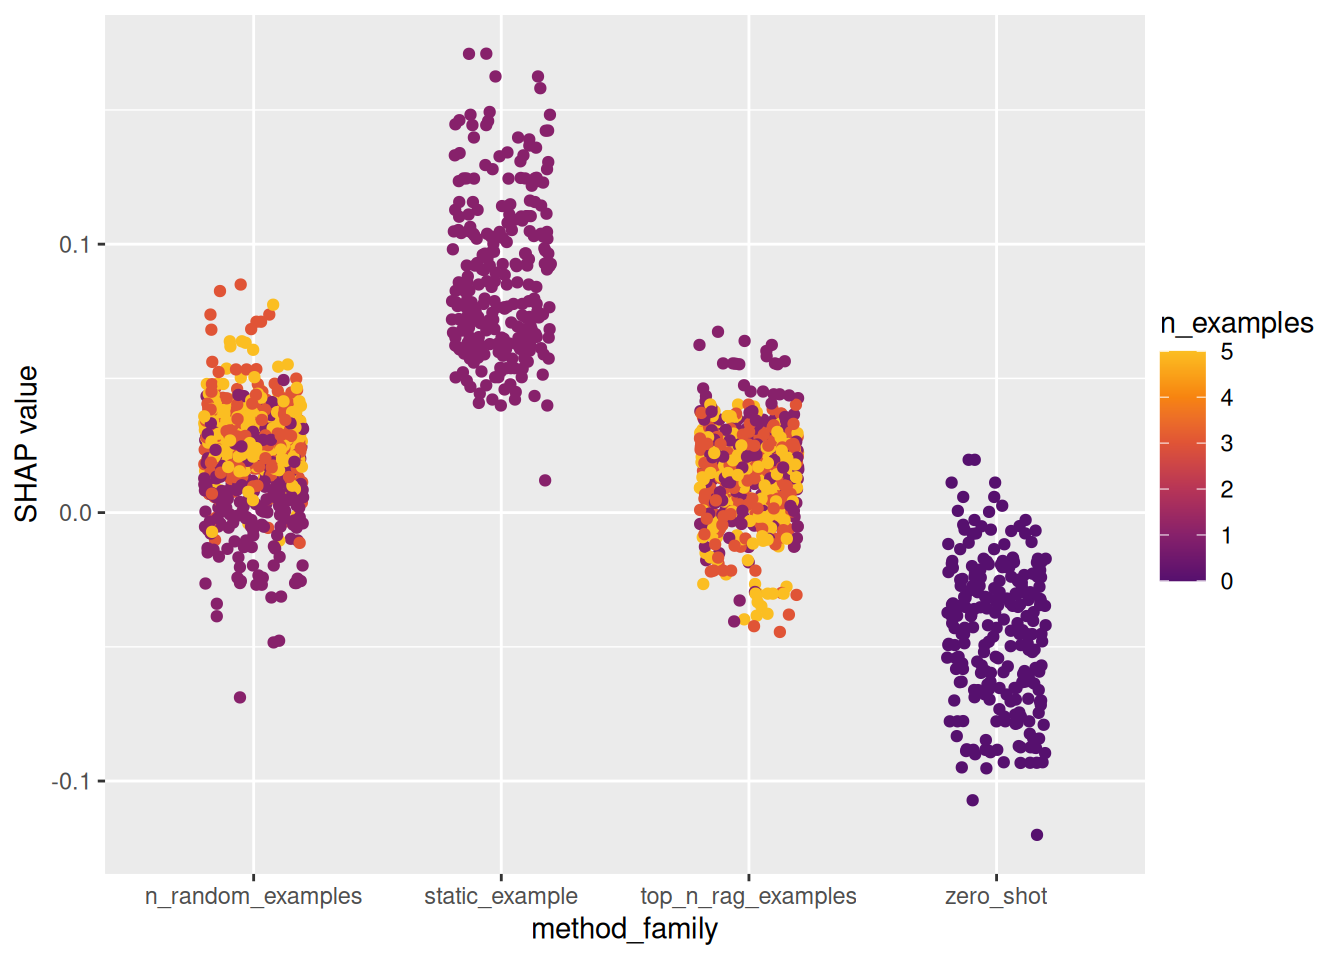 SHAP value
0.1
0.0
-0.1
n_random_examples
static_example
top_n_rag_examples
zero_shot
method_family
n_examples
5
4
3
2
1
0